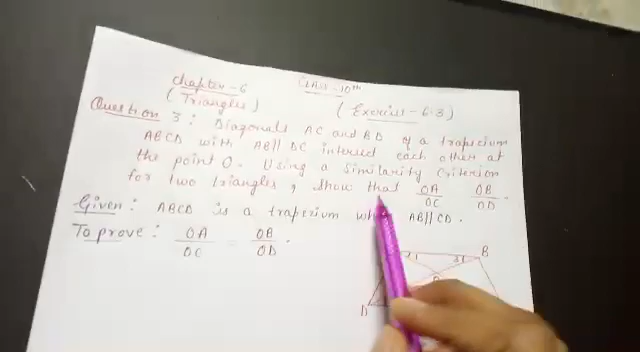 Chapter-6
CLASS-10th
(Triangles)
(Exercise-6.3)
Question 3: Diagonals AC and BD of a trapezium
ABCD with AB||DC intersect each other at
the point O. Using a Similarity Criterion
for two triangles, show that OA/OC OB/OD.
Given: ABCD is a trapezium AB||CD.
To prove: OA/OC = OB/OD.
B
D